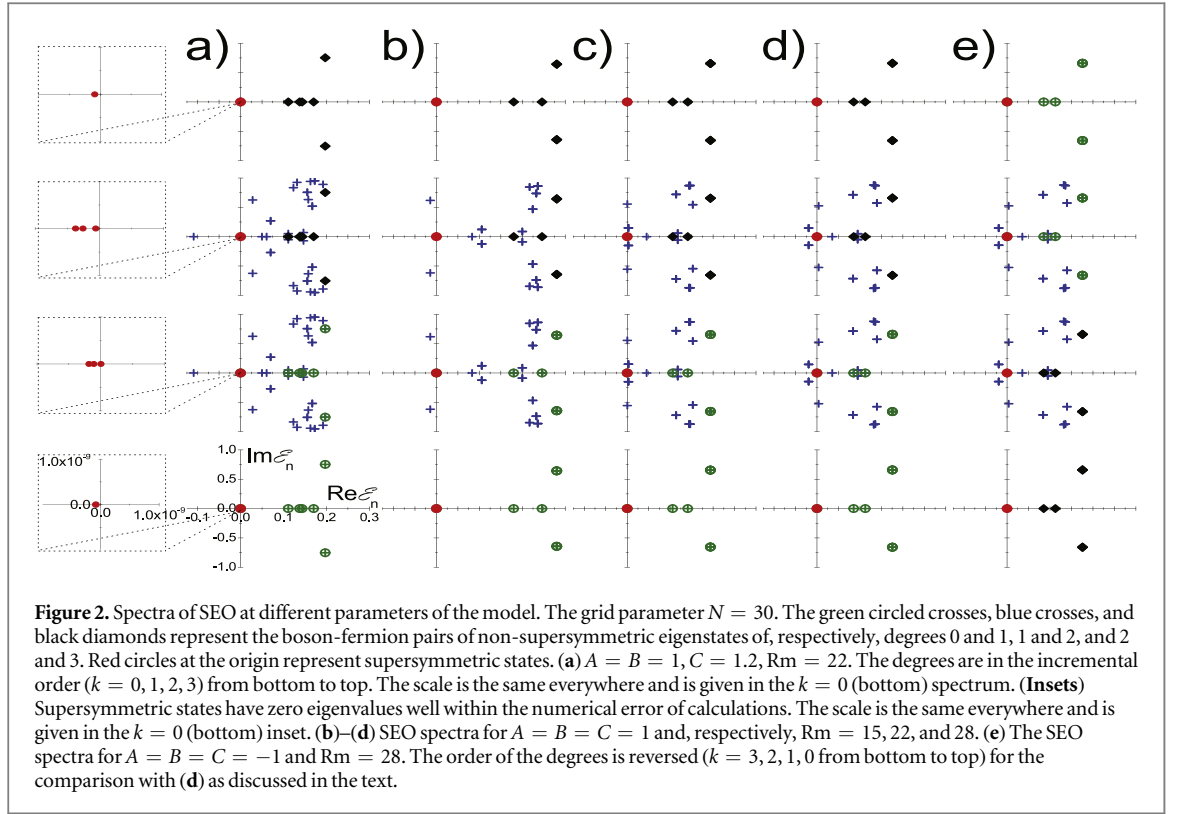 a) b) c) d) e)
1.0x10⁻⁹
0.0
0.0
1.0x10⁻⁹
1.0
0.5
0.0
-0.5
-1.0
Imℰₙ
Reℰₙ
-0.1 0.0 0.1 0.2 0.3
Figure 2. Spectra of SEO at different parameters of the model. The grid parameter N = 30. The green circled crosses, blue crosses, and
black diamonds represent the boson-fermion pairs of non-supersymmetric eigenstates of, respectively, degrees 0 and 1, 1 and 2, and 2
and 3. Red circles at the origin represent supersymmetric states. (a) A = B = 1, C = 1.2, Rm = 22. The degrees are in the incremental
order (k = 0, 1, 2, 3) from bottom to top. The scale is the same everywhere and is given in the k = 0 (bottom) spectrum. (Insets)
Supersymmetric states have zero eigenvalues well within the numerical error of calculations. The scale is the same everywhere and is
given in the k = 0 (bottom) inset. (b)–(d) SEO spectra for A = B = C = 1 and, respectively, Rm = 15, 22, and 28. (e) The SEO
spectra for A = B = C = −1 and Rm = 28. The order of the degrees is reversed (k = 3, 2, 1, 0 from bottom to top) for the
comparison with (d) as discussed in the text.